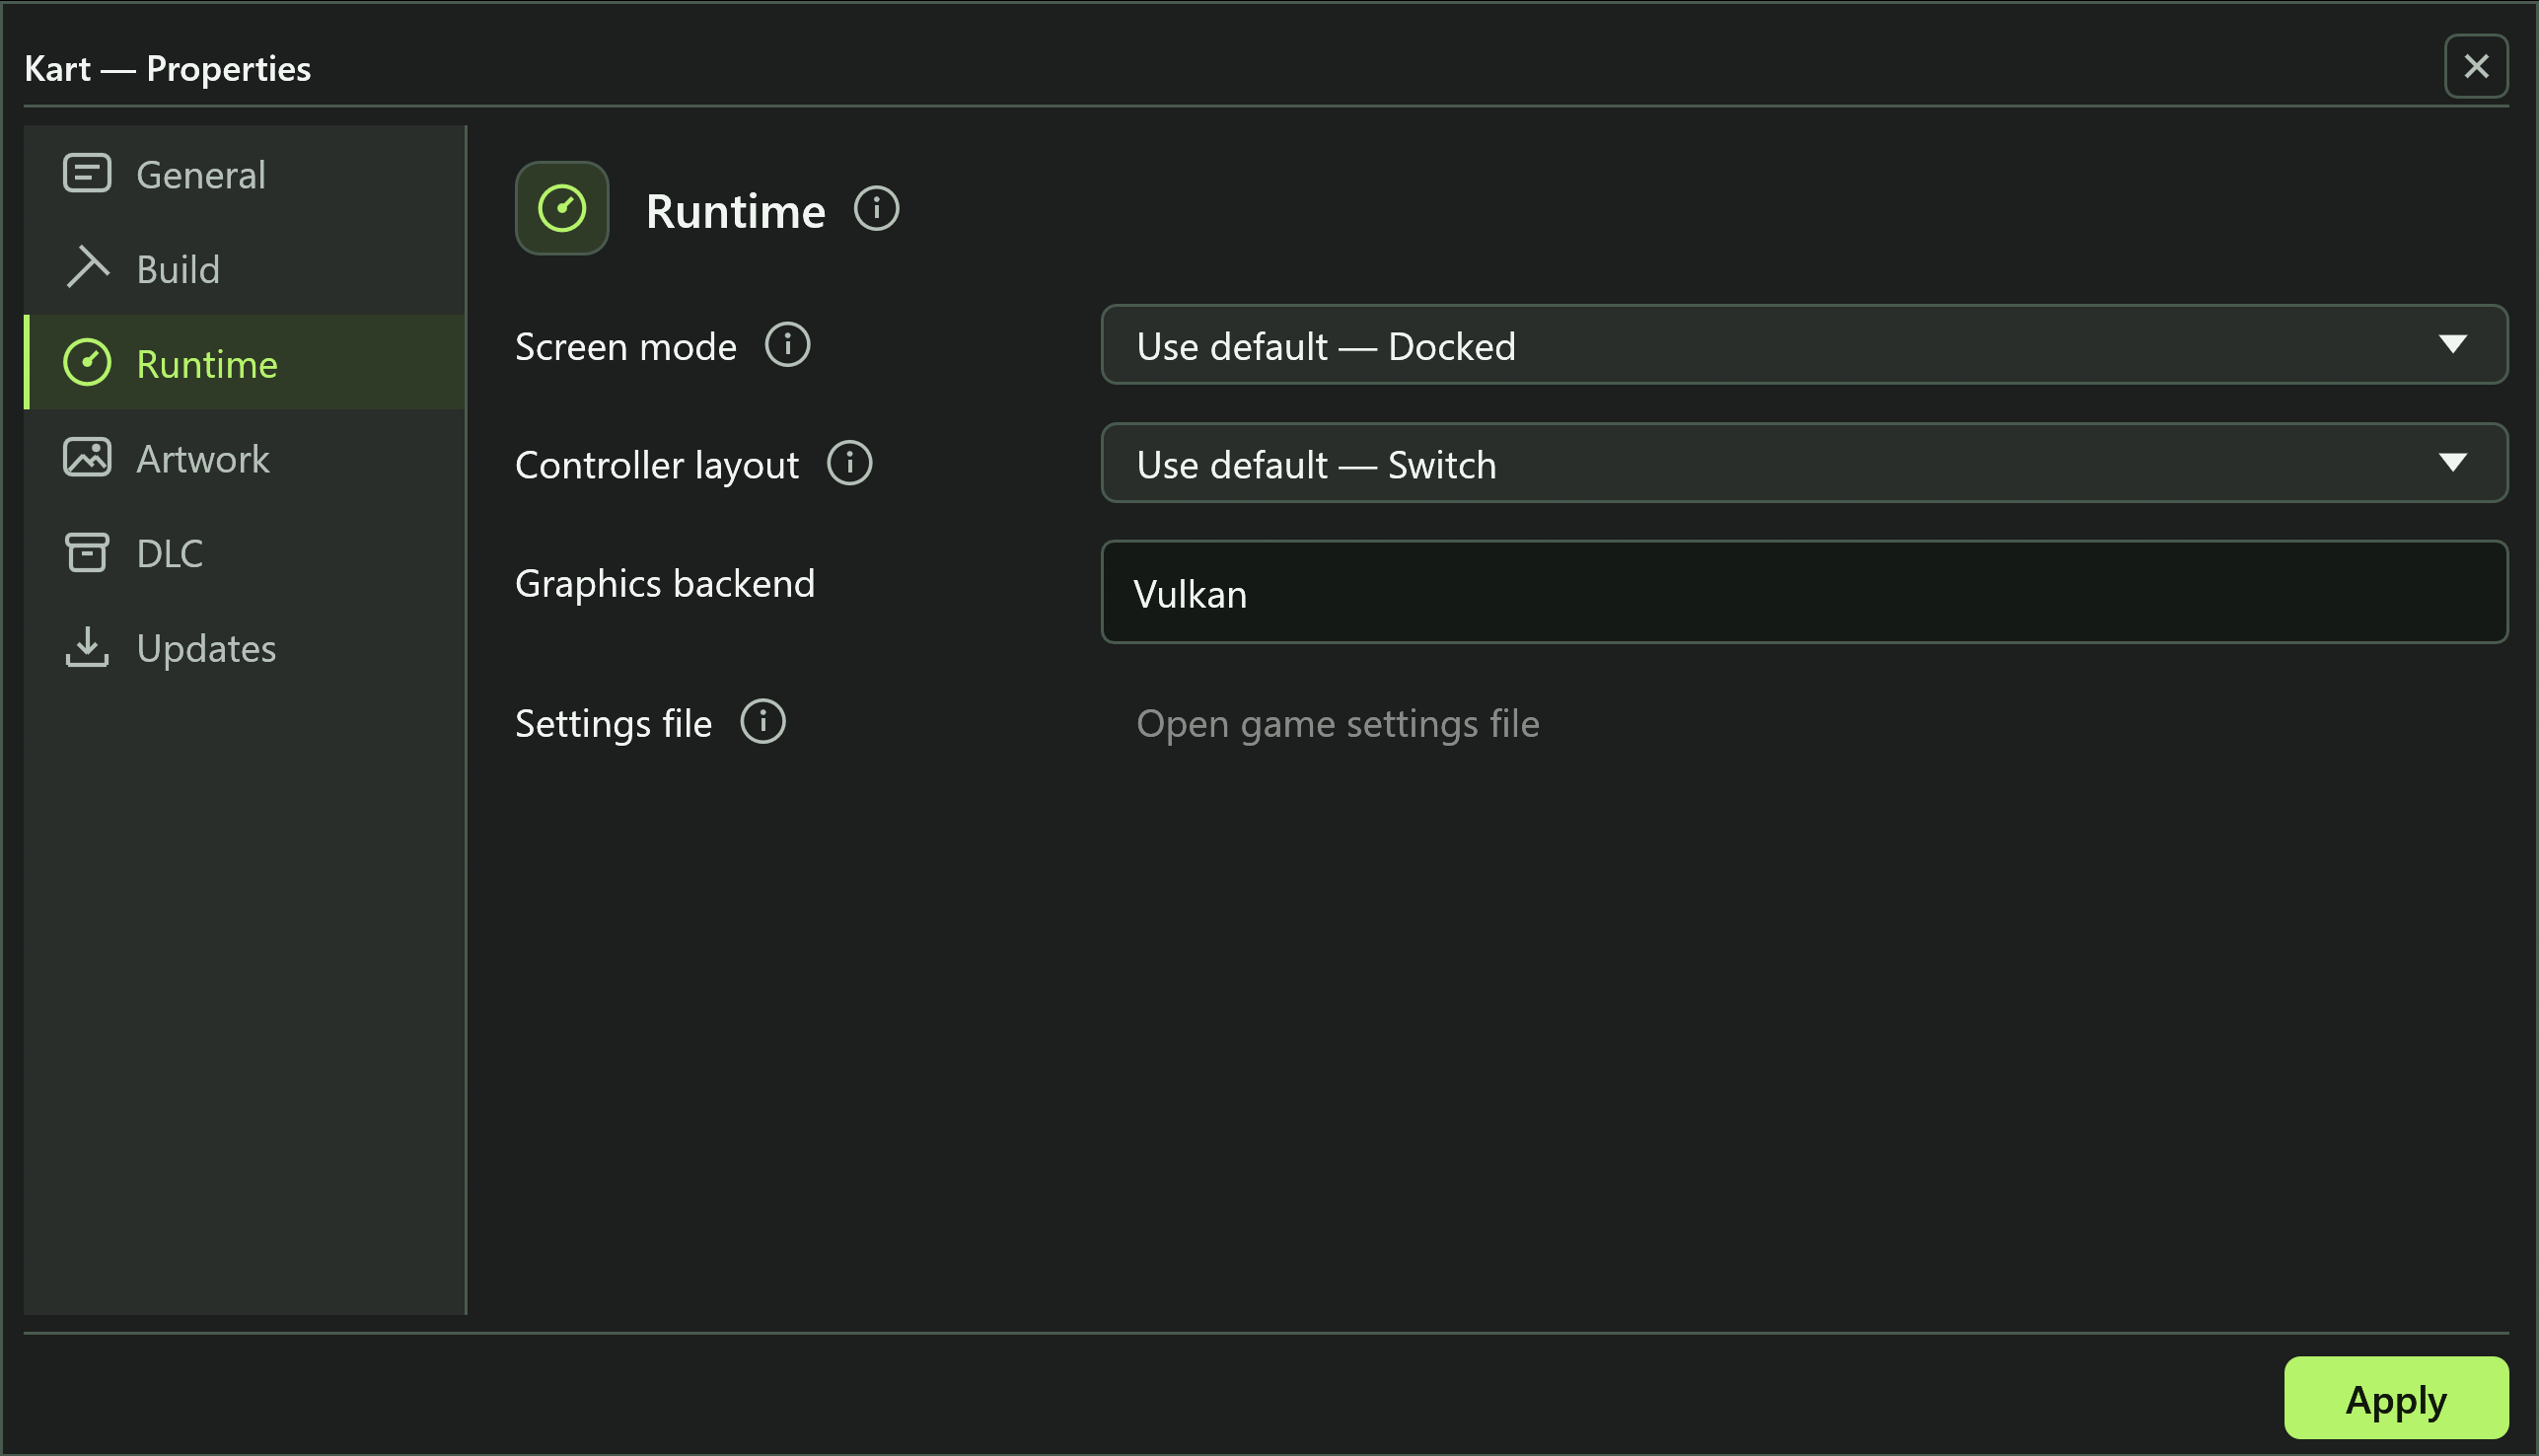 Kart — Properties
General
Build
Runtime
Artwork
DLC
Updates
Runtime
Screen mode
Use default — Docked
Controller layout
Use default — Switch
Graphics backend
Vulkan
Settings file
Open game settings file
Apply